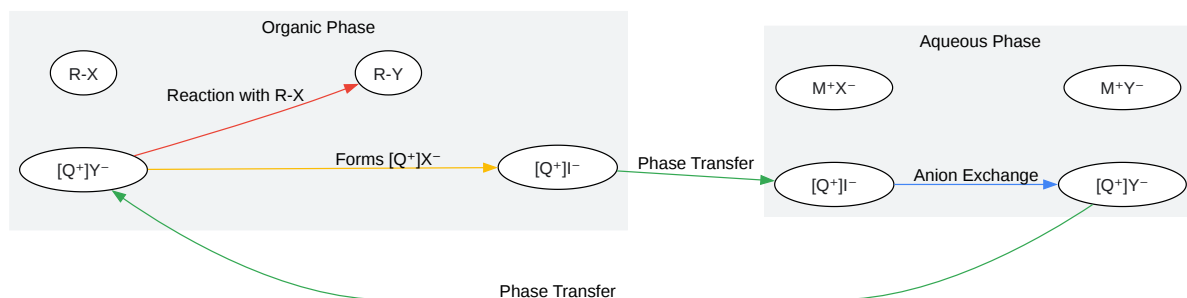 Organic Phase
Aqueous Phase
R-X
R-Y
M⁺X⁻
M⁺Y⁻
Reaction with R-X
[Q⁺]Y⁻
Forms [Q⁺]X⁻
[Q⁺]I⁻
Phase Transfer
[Q⁺]I⁻
Anion Exchange
[Q⁺]Y⁻
Phase Transfer